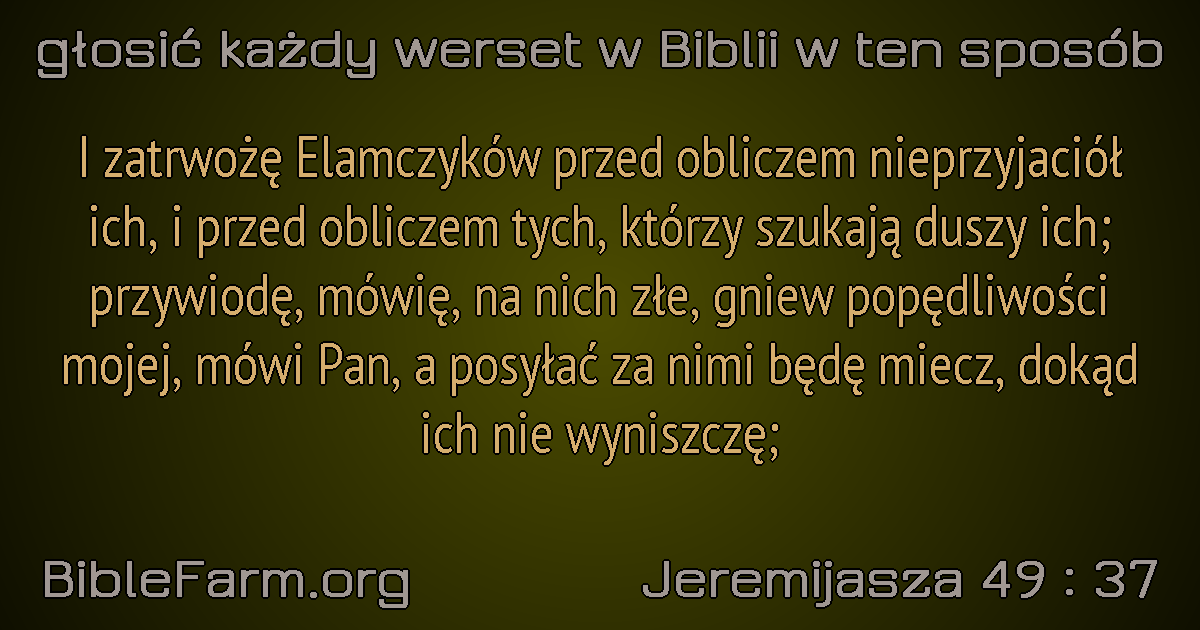 głosić każdy werset w Biblii w ten sposób
I zatrwożę Elamczyków przed obliczem nieprzyjaciół
ich, i przed obliczem tych, którzy szukają duszy ich;
przywiodę, mówię, na nich złe, gniew popędliwości
mojej, mówi Pan, a posyłać za nimi będę miecz, dokąd
ich nie wyniszczę;
BibleFarm.org
Jeremijasza 49 : 37